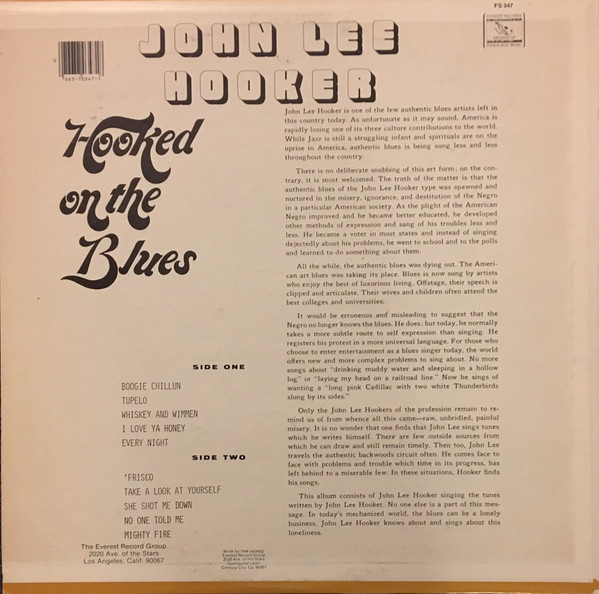 FS 347
JOHN LEE
HOOKER
Hooked
on the
Blues
John Lee Hooker is one of the few authentic blues artists left in
this country today. As unfortunate as it may sound, America is
rapidly losing one of its three culture contributions to the world.
While Jazz is still a struggling infant and spirituals are on the
uprise in America, authentic blues is being sung less and less
throughout the country.
There is no deliberate snubbing of this art form; on the con-
trary, it is most welcomed. The truth of the matter is that the
authentic blues of the John Lee Hooker type was spawned and
nurtured in the misery, ignorance, and destitution of the Negro
in a particular American society. As the plight of the American
Negro improved and he became better educated, he developed
other methods of expression and sang of his troubles less and
less. He became a voter in most states and instead of singing
dejectedly about his problems, he went to school and to the polls
and learned to do something about them.
All the while, the authentic blues was dying out. The Ameri-
can art blues was taking its place. Blues is now sung by artists
who enjoy the best of luxurious living. Offstage, their speech is
clipped and articulate. Their wives and children often attend the
best colleges and universities.
It would be erroneous and misleading to suggest that the
Negro no longer knows the blues. He does; but today, he normally
takes a more subtle route to self expression than singing. He
registers his protest in a more universal language. For those who
choose to enter entertainment as a blues singer today, the world
offers new and more complex problems to sing about. No more
songs about "drinking muddy water and sleeping in a hollow
log" or "laying my head on a railroad line." Now he sings of
wanting a "long pink Cadillac with two white Thunderbirds
slung by its sides."
Only the John Lee Hookers of the profession remain to re-
mind us of from whence all this came—raw, unbridled, painful
misery. It is no wonder that one finds that John Lee sings tunes
which he writes himself. There are few outside sources from
which he can draw and still remain timely. Then too, John Lee
travels the authentic backwoods circuit often. He comes face to
face with problems and trouble which time in its progress, has
left behind to a miserable few. In these situations, Hooker finds
his songs.
This album consists of John Lee Hooker singing the tunes
written by John Lee Hooker. No one else is a part of this mes-
sage. In today's mechanized world, the blues can be a lonely
business. John Lee Hooker knows about and sings about this
loneliness.
SIDE ONE
BOOGIE CHILLUN
TUPELO
WHISKEY AND WIMMEN
I LOVE YA HONEY
EVERY NIGHT
SIDE TWO
'FRISCO
TAKE A LOOK AT YOURSELF
SHE SHOT ME DOWN
NO ONE TOLD ME
MIGHTY FIRE
The Everest Record Group
2020 Ave. of the Stars
Los Angeles, Calif. 90067
Write for free catalog:
Everest Record Group
2020 Ave. of the Stars
Century City, Ca. 90067